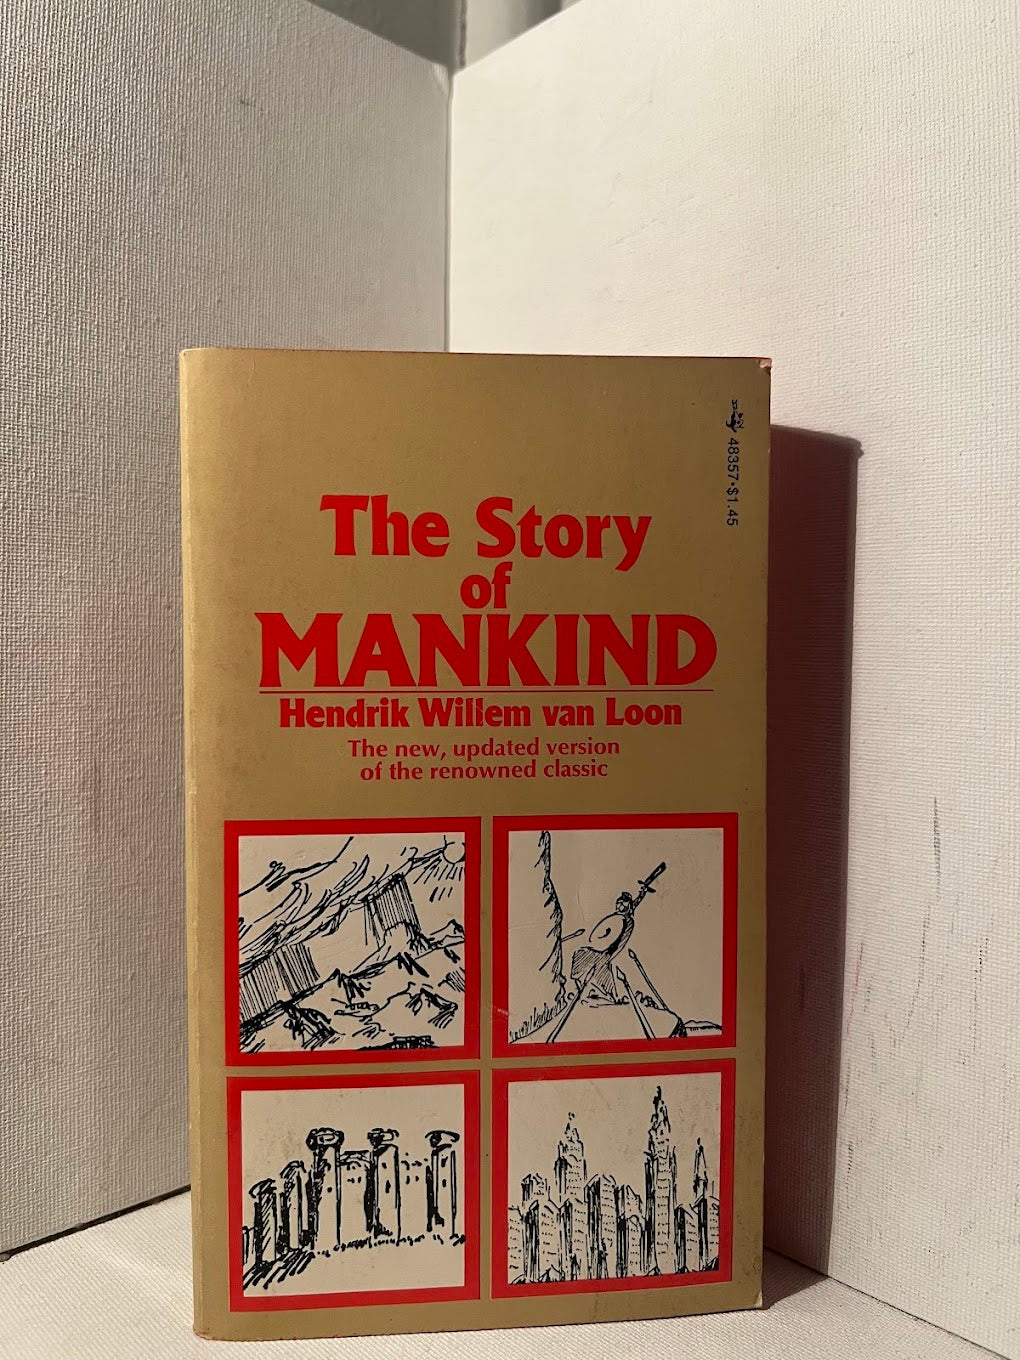 48357•$1.45
The Story
of
MANKIND
Hendrik Willem van Loon
The new, updated version
of the renowned classic